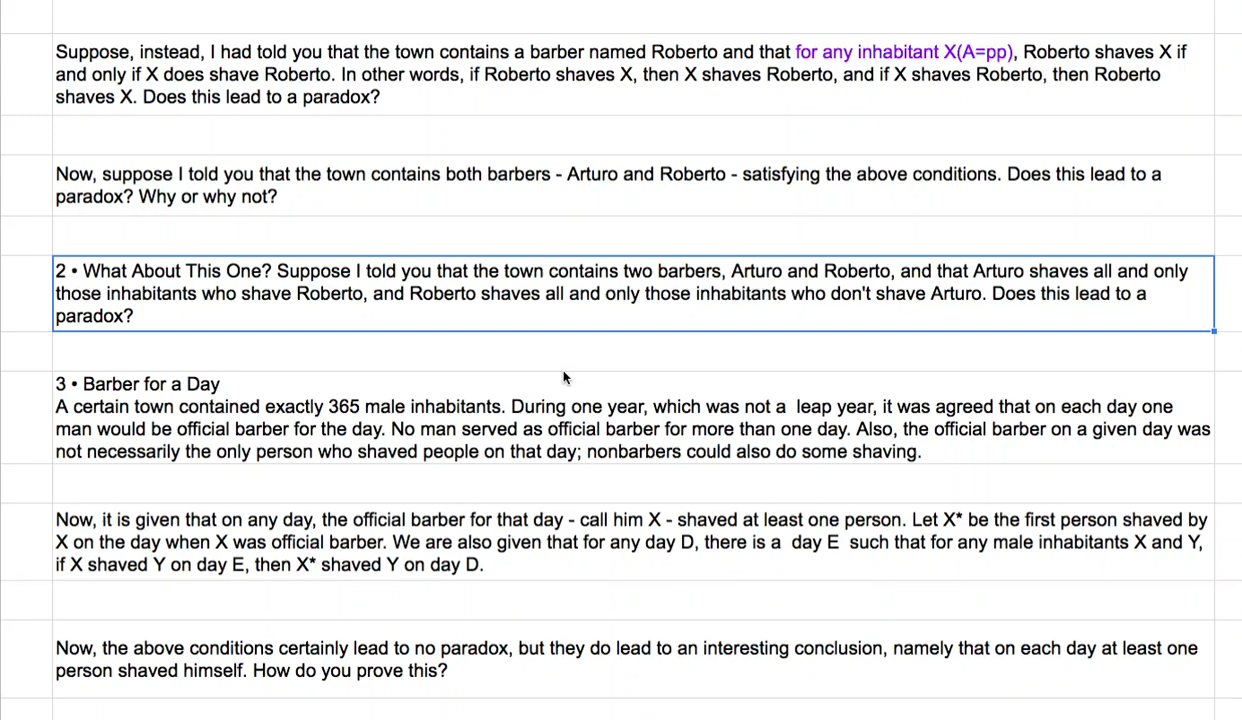 Suppose, instead, I had told you that the town contains a barber named Roberto and that for any inhabitant X(A=pp), Roberto shaves X if
and only if X does shave Roberto. In other words, if Roberto shaves X, then X shaves Roberto, and if X shaves Roberto, then Roberto
shaves X. Does this lead to a paradox?
Now, suppose I told you that the town contains both barbers - Arturo and Roberto - satisfying the above conditions. Does this lead to a
paradox? Why or why not?
2 • What About This One? Suppose I told you that the town contains two barbers, Arturo and Roberto, and that Arturo shaves all and only
those inhabitants who shave Roberto, and Roberto shaves all and only those inhabitants who don't shave Arturo. Does this lead to a
paradox?
3 • Barber for a Day
A certain town contained exactly 365 male inhabitants. During one year, which was not a leap year, it was agreed that on each day one
man would be official barber for the day. No man served as official barber for more than one day. Also, the official barber on a given day was
not necessarily the only person who shaved people on that day; nonbarbers could also do some shaving.
Now, it is given that on any day, the official barber for that day - call him X - shaved at least one person. Let X* be the first person shaved by
X on the day when X was official barber. We are also given that for any day D, there is a day E such that for any male inhabitants X and Y,
if X shaved Y on day E, then X* shaved Y on day D.
Now, the above conditions certainly lead to no paradox, but they do lead to an interesting conclusion, namely that on each day at least one
person shaved himself. How do you prove this?